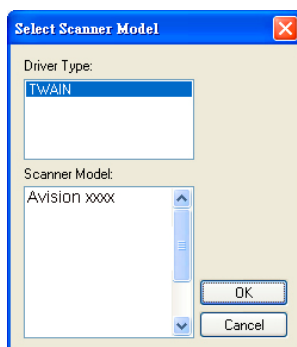 Select Scanner Model
Driver Type:
TWAIN
Scanner Model:
Avision xxxx
OK
Cancel